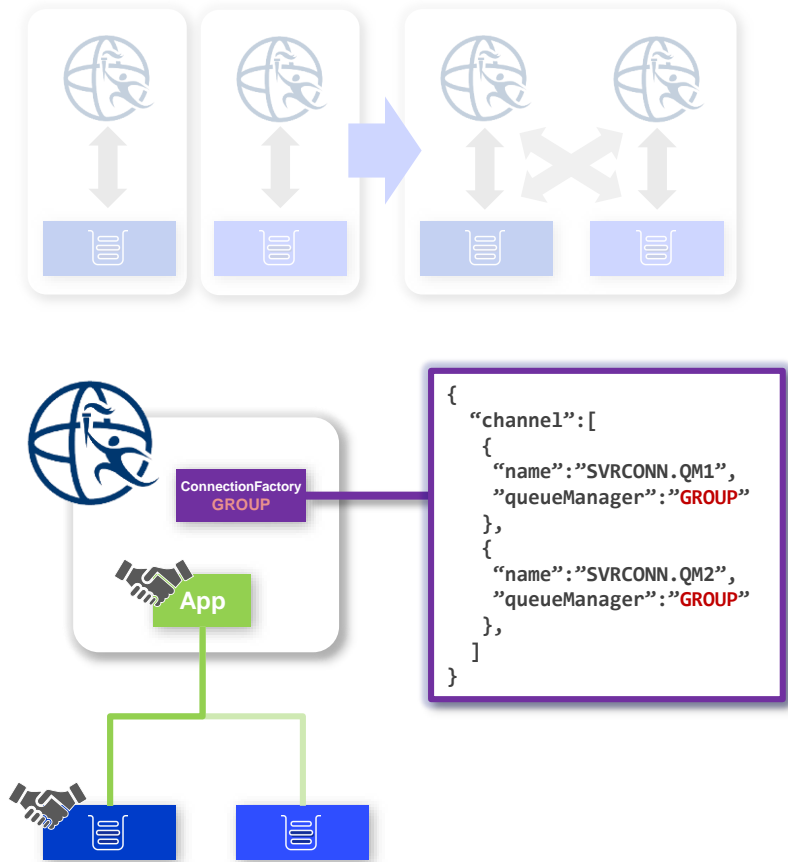 ConnectionFactory
GROUP
App
{
“channel”:[
{
“name”:”SVRCONN.QM1”,
”queueManager”:”GROUP”
},
{
“name”:”SVRCONN.QM2”,
”queueManager”:”GROUP”
},
]
}